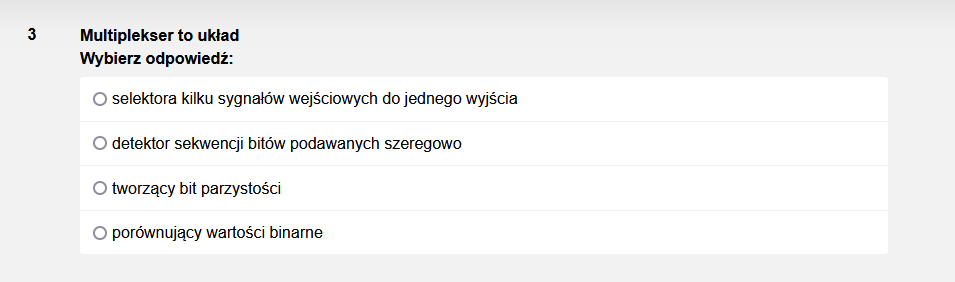 3 Multiplekser to układ
Wybierz odpowiedź:
selektora kilku sygnałów wejściowych do jednego wyjścia
detektor sekwencji bitów podawanych szeregowo
tworzący bit parzystości
porównujący wartości binarne